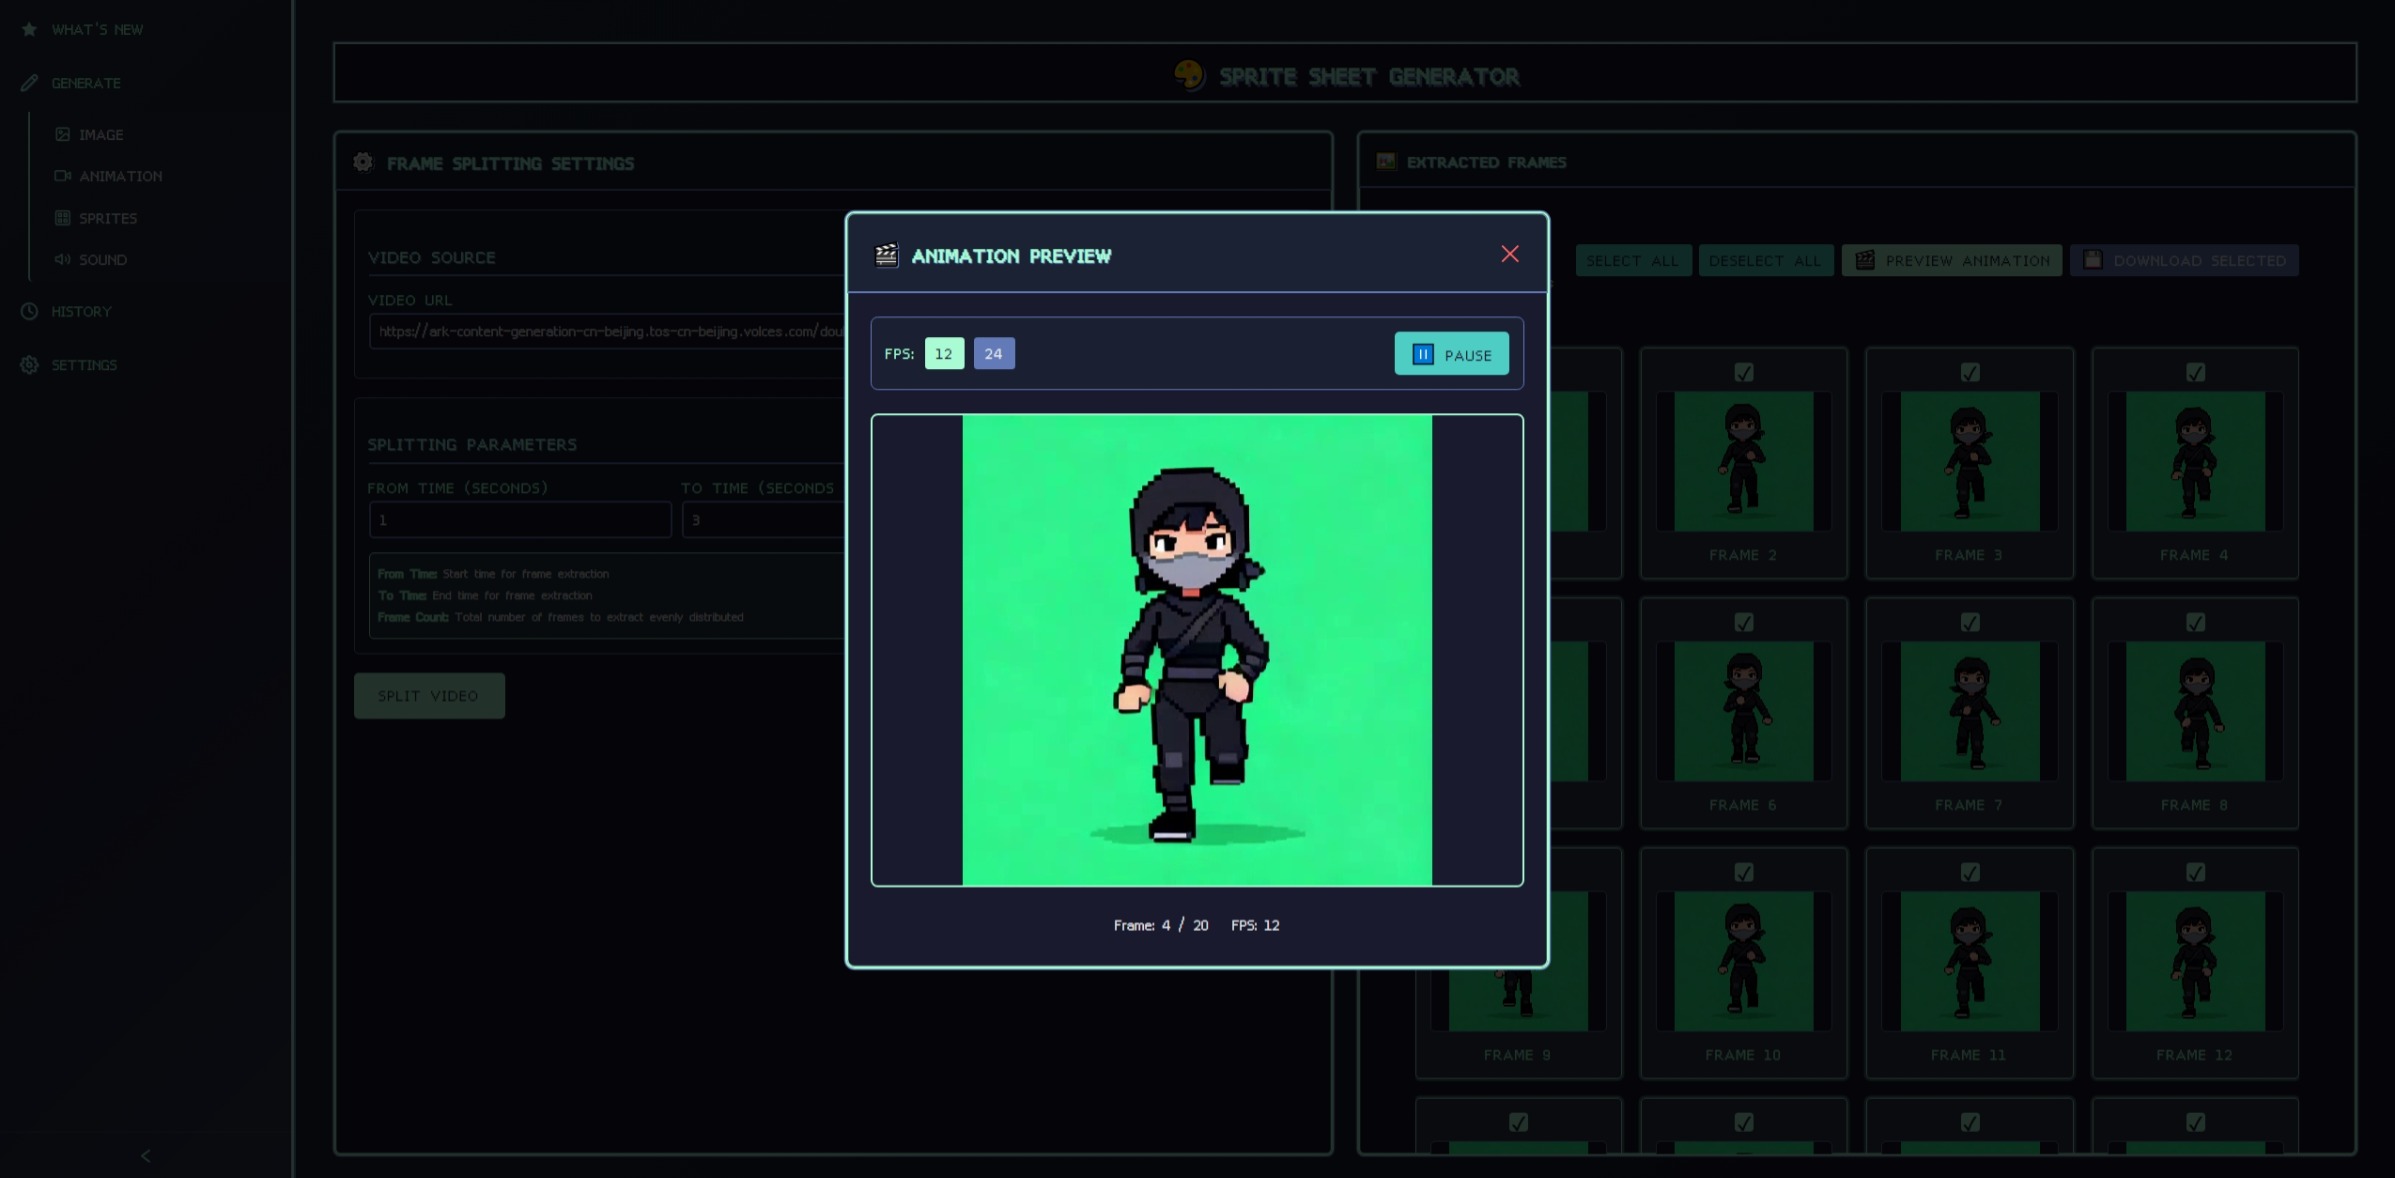 WHAT'S NEW
GENERATE
IMAGE
ANIMATION
SPRITES
SOUND
HISTORY
SETTINGS
SPRITE SHEET GENERATOR
FRAME SPLITTING SETTINGS
VIDEO SOURCE
VIDEO URL
https://ark-content-generation-cn-beijing.tos-cn-beijing.volces.com/dou
SPLITTING PARAMETERS
FROM TIME (SECONDS)
TO TIME (SECONDS
1
3
From Time: Start time for frame extraction
To Time: End time for frame extraction
Frame Count: Total number of frames to extract evenly distributed
SPLIT VIDEO
ANIMATION PREVIEW
FPS: 12 24
PAUSE
Frame: 4 / 20 FPS: 12
EXTRACTED FRAMES
SELECT ALL
DESELECT ALL
PREVIEW ANIMATION
DOWNLOAD SELECTED
FRAME 2
FRAME 3
FRAME 4
FRAME 6
FRAME 7
FRAME 8
FRAME 9
FRAME 10
FRAME 11
FRAME 12